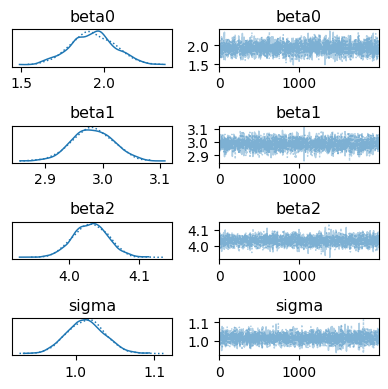 beta0 beta0
2.0
1.5
1.5 2.0 0 1000
beta1 beta1
3.1
3.0
2.9
2.9 3.0 3.1 0 1000
beta2 beta2
4.1
4.0
4.0 4.1 0 1000
sigma sigma
1.1
1.0
1.0 1.1 0 1000